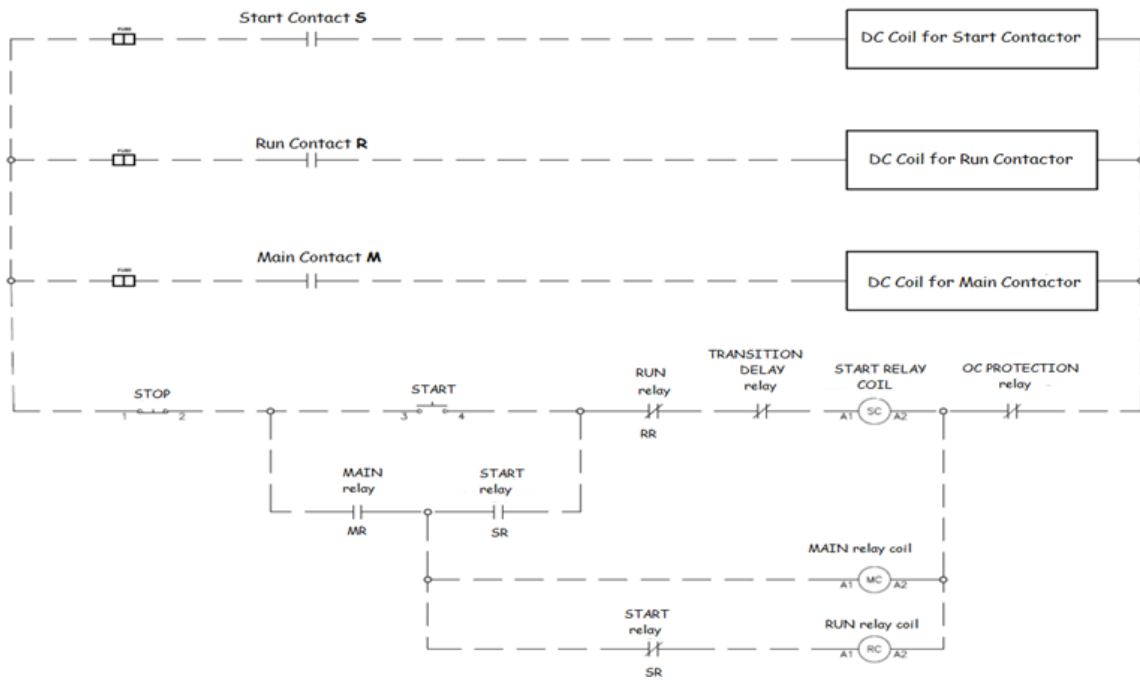 Start Contact S
FUSE
DC Coil for Start Contactor
Run Contact R
FUSE
DC Coil for Run Contactor
Main Contact M
FUSE
DC Coil for Main Contactor
STOP
1 2
START
3 4
RUN
relay
RR
TRANSITION
DELAY
relay
START RELAY
COIL
A1 SC A2
OC PROTECTION
relay
MAIN
relay
MR
START
relay
SR
MAIN relay coil
A1 MC A2
START
relay
SR
RUN relay coil
A1 RC A2